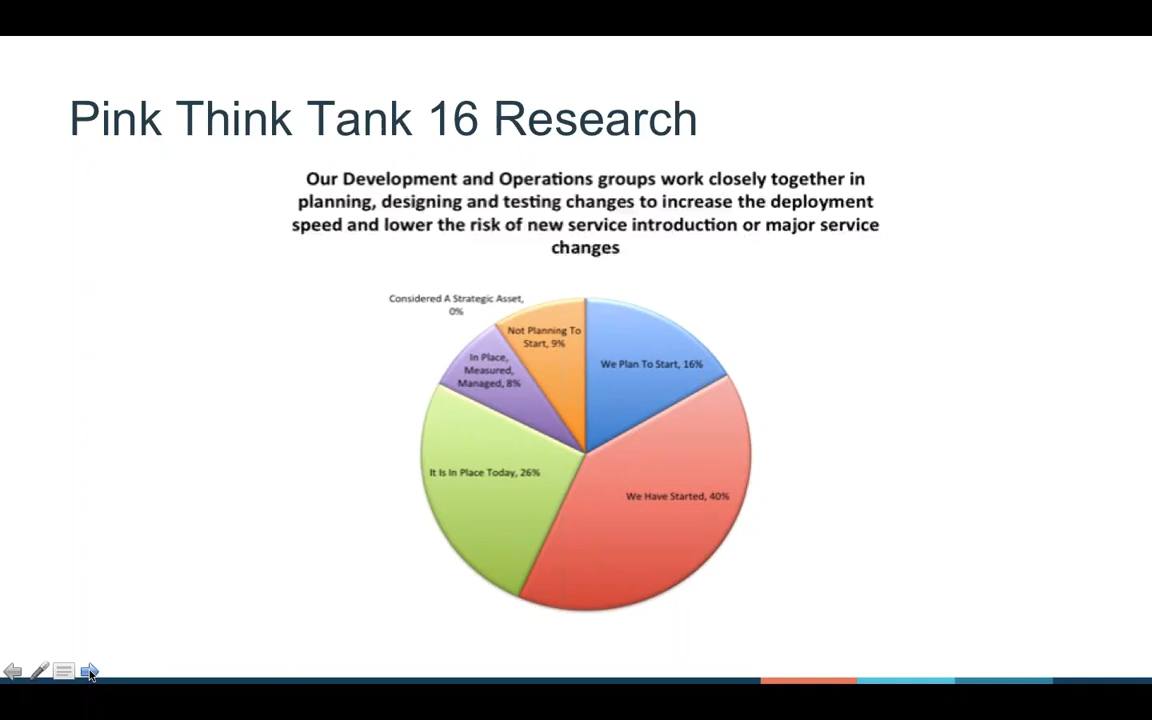 Pink Think Tank 16 Research
Our Development and Operations groups work closely together in
planning, designing and testing changes to increase the deployment
speed and lower the risk of new service introduction or major service
changes
Considered A Strategic Asset,
0%
Not Planning To
Start, 9%
We Plan To Start, 16%
In Place,
Measured,
Managed, 8%
It Is In Place Today, 26%
We Have Started, 40%